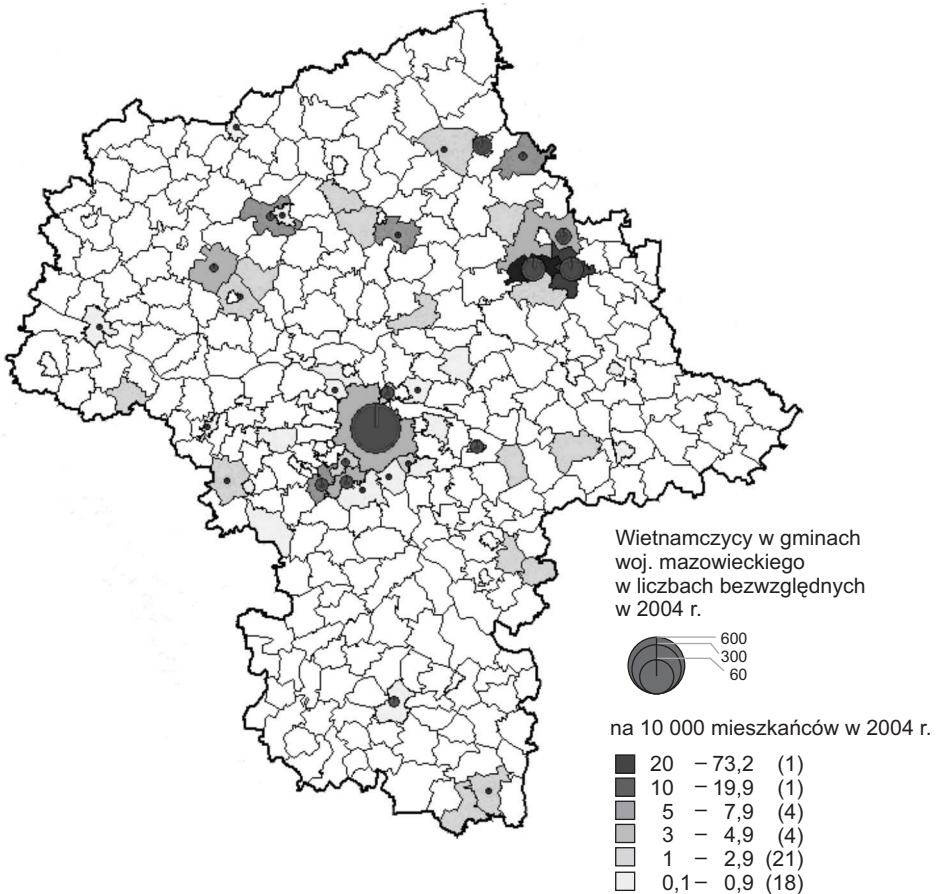 Wietnamczycy w gminach
woj. mazowieckiego
w liczbach bezwzględnych
w 2004 r.
600
300
60
na 10 000 mieszkańców w 2004 r.
20 – 73,2 (1)
10 – 19,9 (1)
5 – 7,9 (4)
3 – 4,9 (4)
1 – 2,9 (21)
0,1 – 0,9 (18)